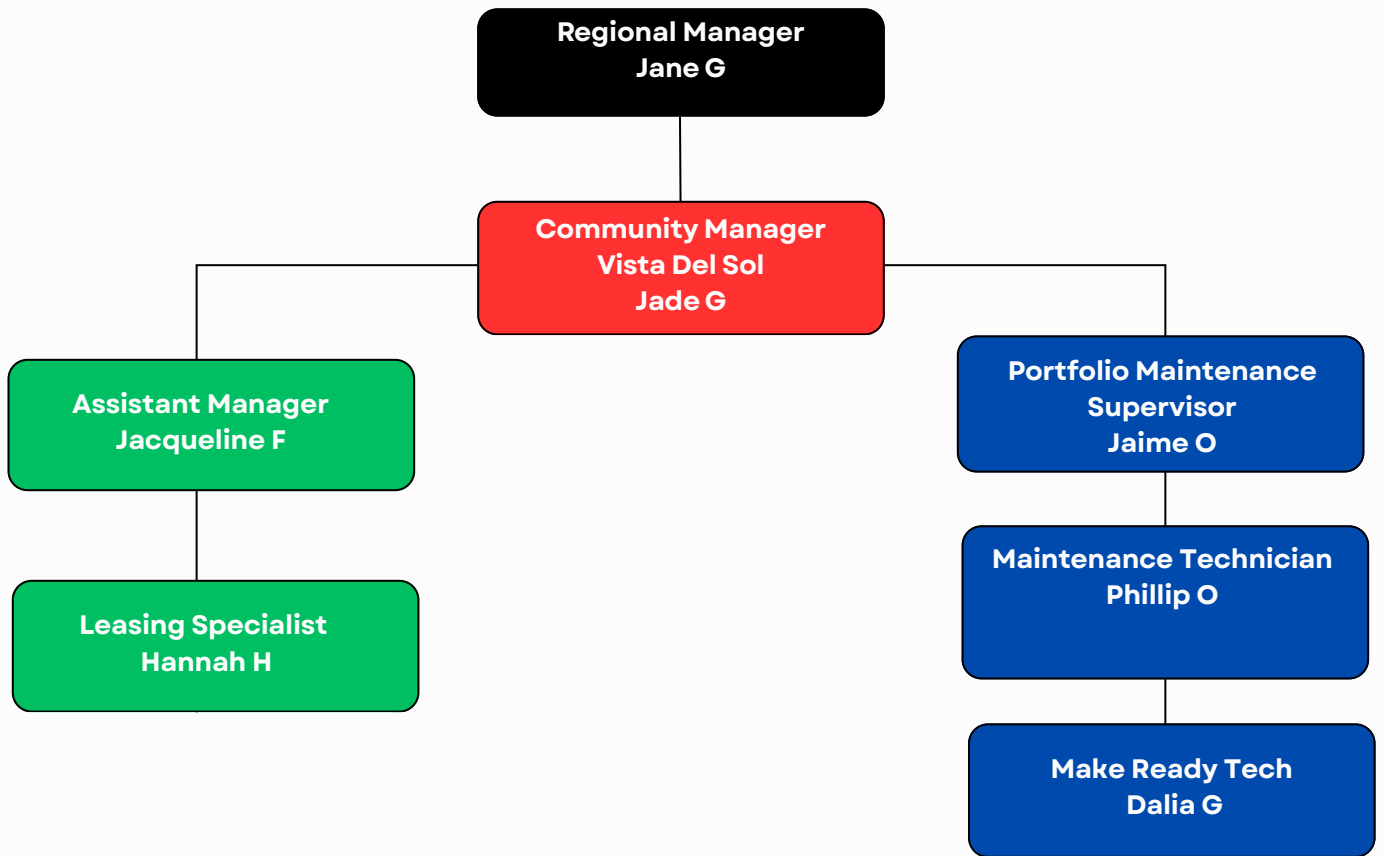 Regional Manager
Jane G
Community Manager
Vista Del Sol
Jade G
Assistant Manager
Jacqueline F
Leasing Specialist
Hannah H
Portfolio Maintenance
Supervisor
Jaime O
Maintenance Technician
Phillip O
Make Ready Tech
Dalia G